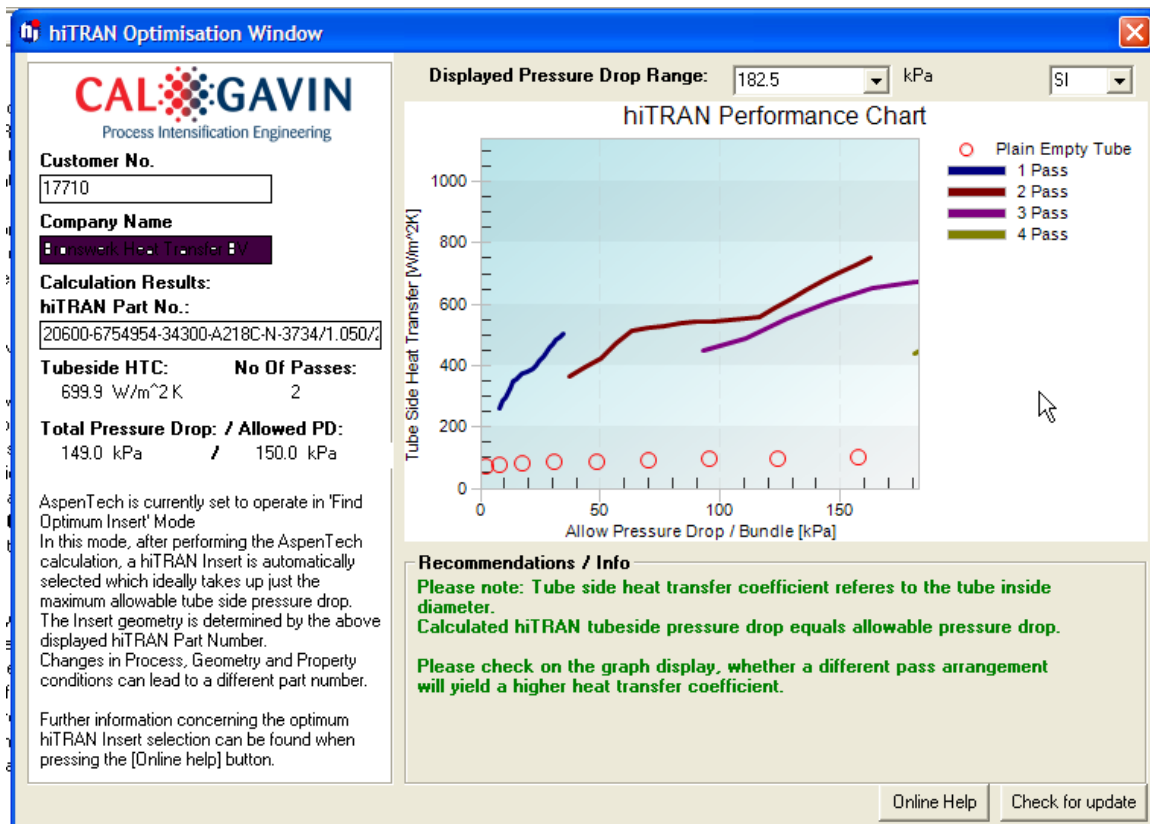 hiTRAN Optimisation Window
CALGAVIN
Process Intensification Engineering
Customer No.
17710
Company Name
Heat Transfer BV
Calculation Results:
hiTRAN Part No.:
20600-6754954-34300-A218C-N-3734/1.050/2
Tubeside HTC: No Of Passes:
699.9 W/m^2 K 2
Total Pressure Drop: / Allowed PD:
149.0 kPa / 150.0 kPa
AspenTech is currently set to operate in 'Find
Optimum Insert' Mode
In this mode, after performing the AspenTech
calculation, a hiTRAN Insert is automatically
selected which ideally takes up just the
maximum allowable tube side pressure drop.
The Insert geometry is determined by the above
displayed hiTRAN Part Number.
Changes in Process, Geometry and Property
conditions can lead to a different part number.
Further information concerning the optimum
hiTRAN Insert selection can be found when
pressing the [Online help] button.
Displayed Pressure Drop Range: 182.5 kPa SI
hiTRAN Performance Chart
Plain Empty Tube
1 Pass
2 Pass
3 Pass
4 Pass
Tube Side Heat Transfer [W/m^2K]
1000
800
600
400
200
0
0 50 100 150
Allow Pressure Drop / Bundle [kPa]
Recommendations / Info
Please note: Tube side heat transfer coefficient referes to the tube inside
diameter.
Calculated hiTRAN tubeside pressure drop equals allowable pressure drop.
Please check on the graph display, whether a different pass arrangement
will yield a higher heat transfer coefficient.
Online Help Check for update